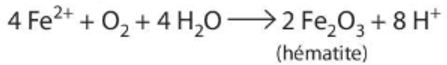 4 Fe²⁺ + O₂ + 4 H₂O ⟶ 2 Fe₂O₃ + 8 H⁺
(hématite)